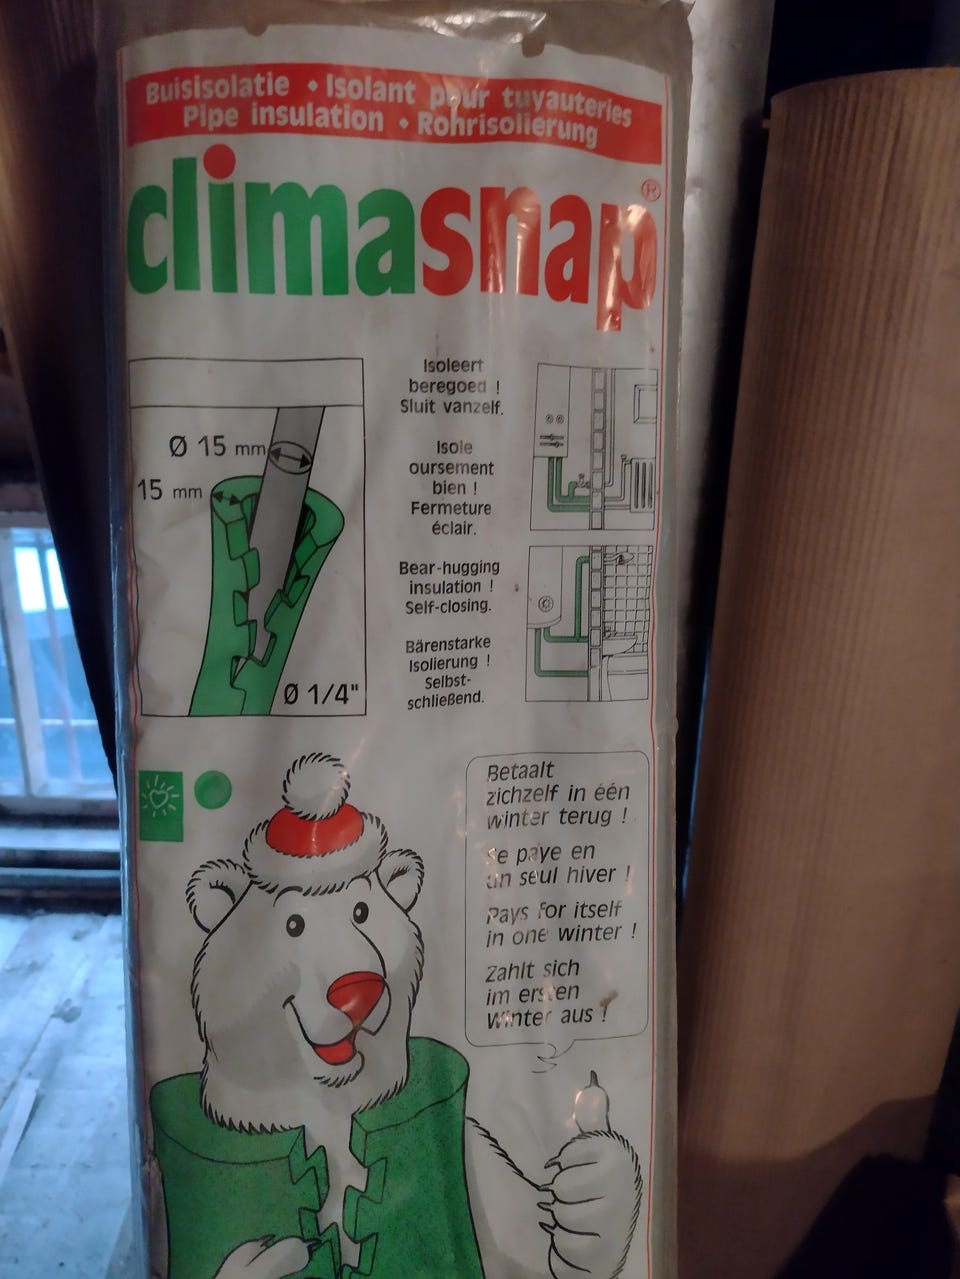 Buisisolatie • Isolant pour tuyauteries
Pipe insulation • Rohrisolierung
climasnap®
Ø 15 mm
15 mm
Ø 1/4"
Isoleert
beregoed !
Sluit vanzelf.
Isole
oursement
bien !
Fermeture
éclair.
Bear-hugging
insulation !
Self-closing.
Bärenstarke
Isolierung !
Selbst-
schließend.
Betaalt
zichzelf in één
winter terug !
Se paye en
un seul hiver !
Pays for itself
in one winter !
Zahlt sich
im ersten
Winter aus !